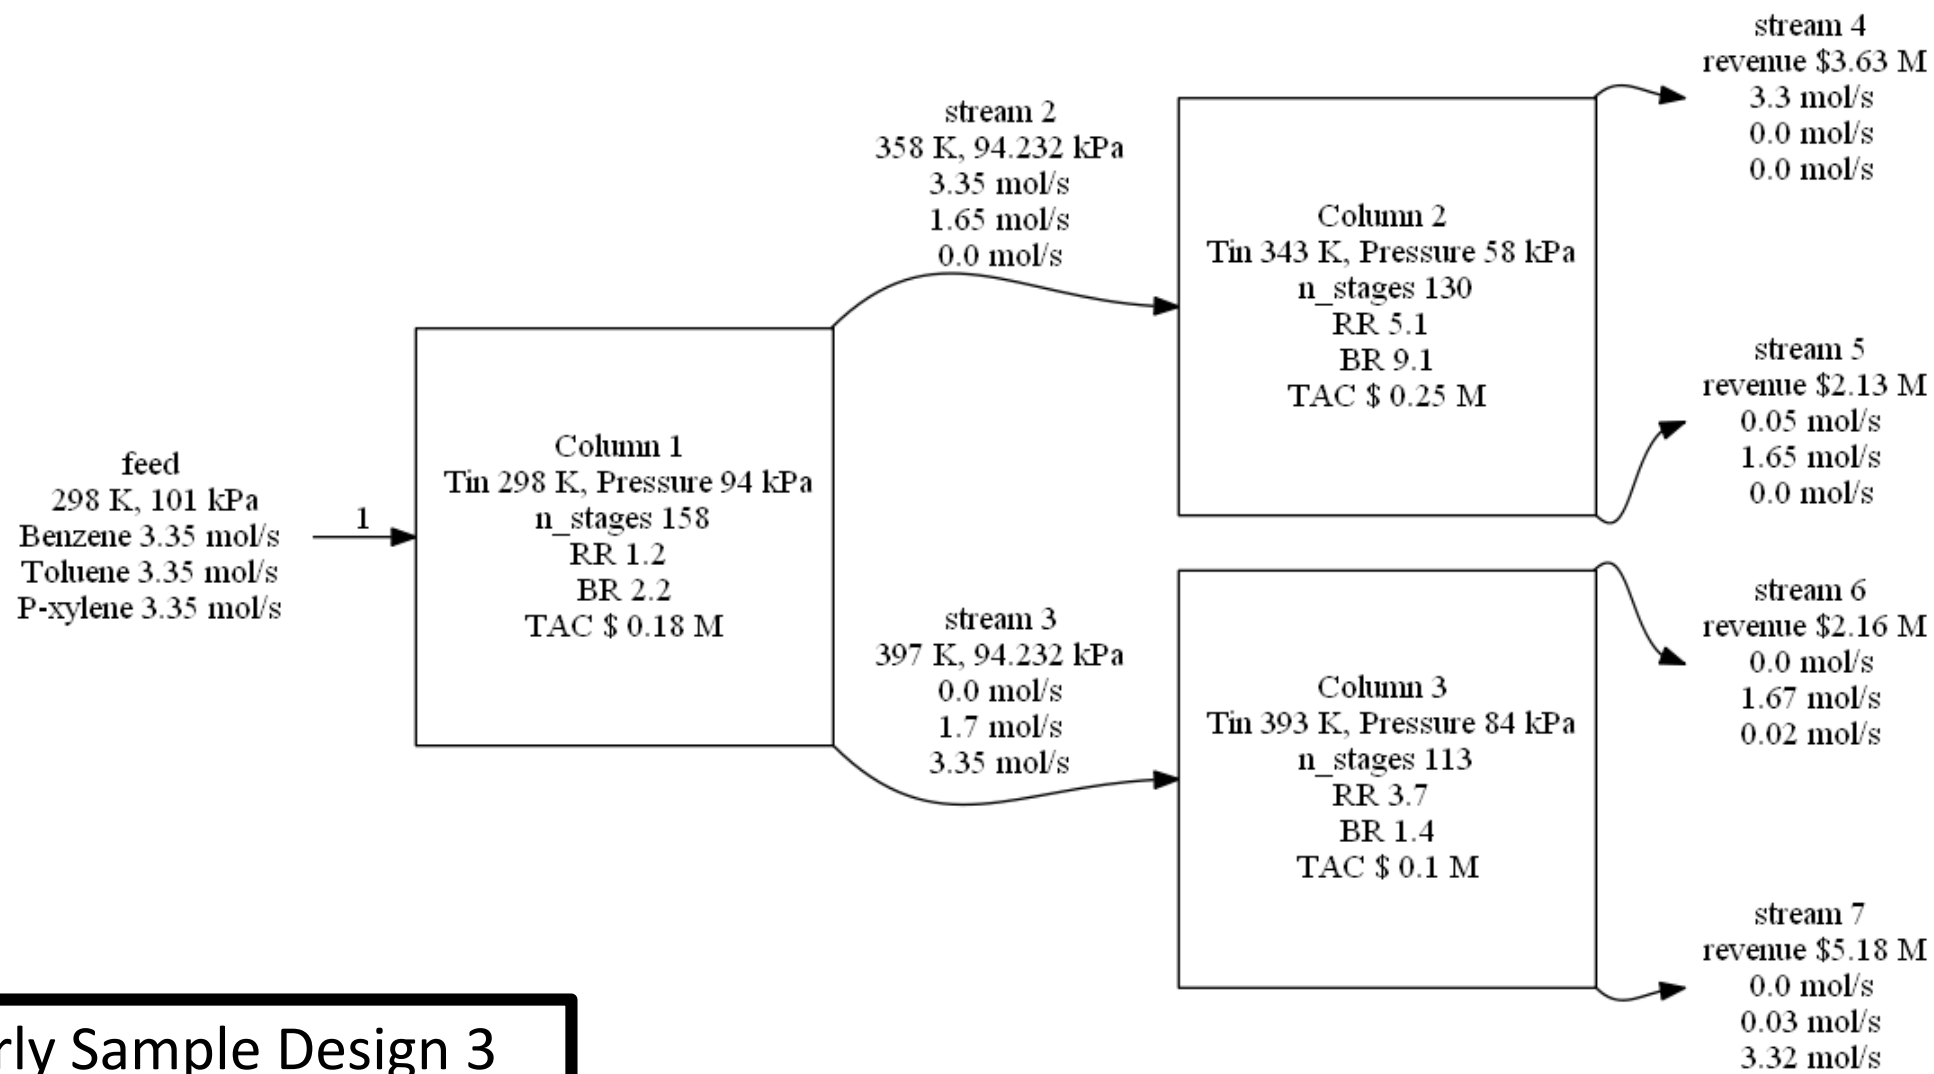 feed
298 K, 101 kPa
Benzene 3.35 mol/s
Toluene 3.35 mol/s
P-xylene 3.35 mol/s
1
Column 1
Tin 298 K, Pressure 94 kPa
n_stages 158
RR 1.2
BR 2.2
TAC $ 0.18 M
stream 2
358 K, 94.232 kPa
3.35 mol/s
1.65 mol/s
0.0 mol/s
stream 3
397 K, 94.232 kPa
0.0 mol/s
1.7 mol/s
3.35 mol/s
Column 2
Tin 343 K, Pressure 58 kPa
n_stages 130
RR 5.1
BR 9.1
TAC $ 0.25 M
Column 3
Tin 393 K, Pressure 84 kPa
n_stages 113
RR 3.7
BR 1.4
TAC $ 0.1 M
stream 4
revenue $3.63 M
3.3 mol/s
0.0 mol/s
0.0 mol/s
stream 5
revenue $2.13 M
0.05 mol/s
1.65 mol/s
0.0 mol/s
stream 6
revenue $2.16 M
0.0 mol/s
1.67 mol/s
0.02 mol/s
stream 7
revenue $5.18 M
0.0 mol/s
0.03 mol/s
3.32 mol/s
rly Sample Design 3